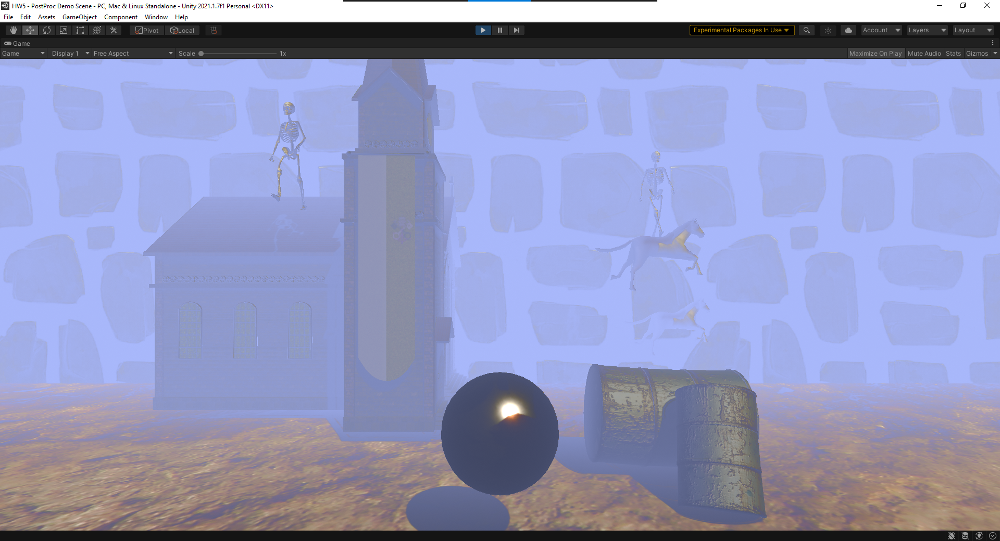 HW5 - PostProc Demo Scene - PC, Mac & Linux Standalone - Unity 2021.1.7f1 Personal <DX11>
File Edit Assets GameObject Component Window Help
Pivot Local Experimental Packages In Use Account Layers Layout
Game
Game Display 1 Free Aspect Scale 1x Maximize On Play Mute Audio Stats Gizmos